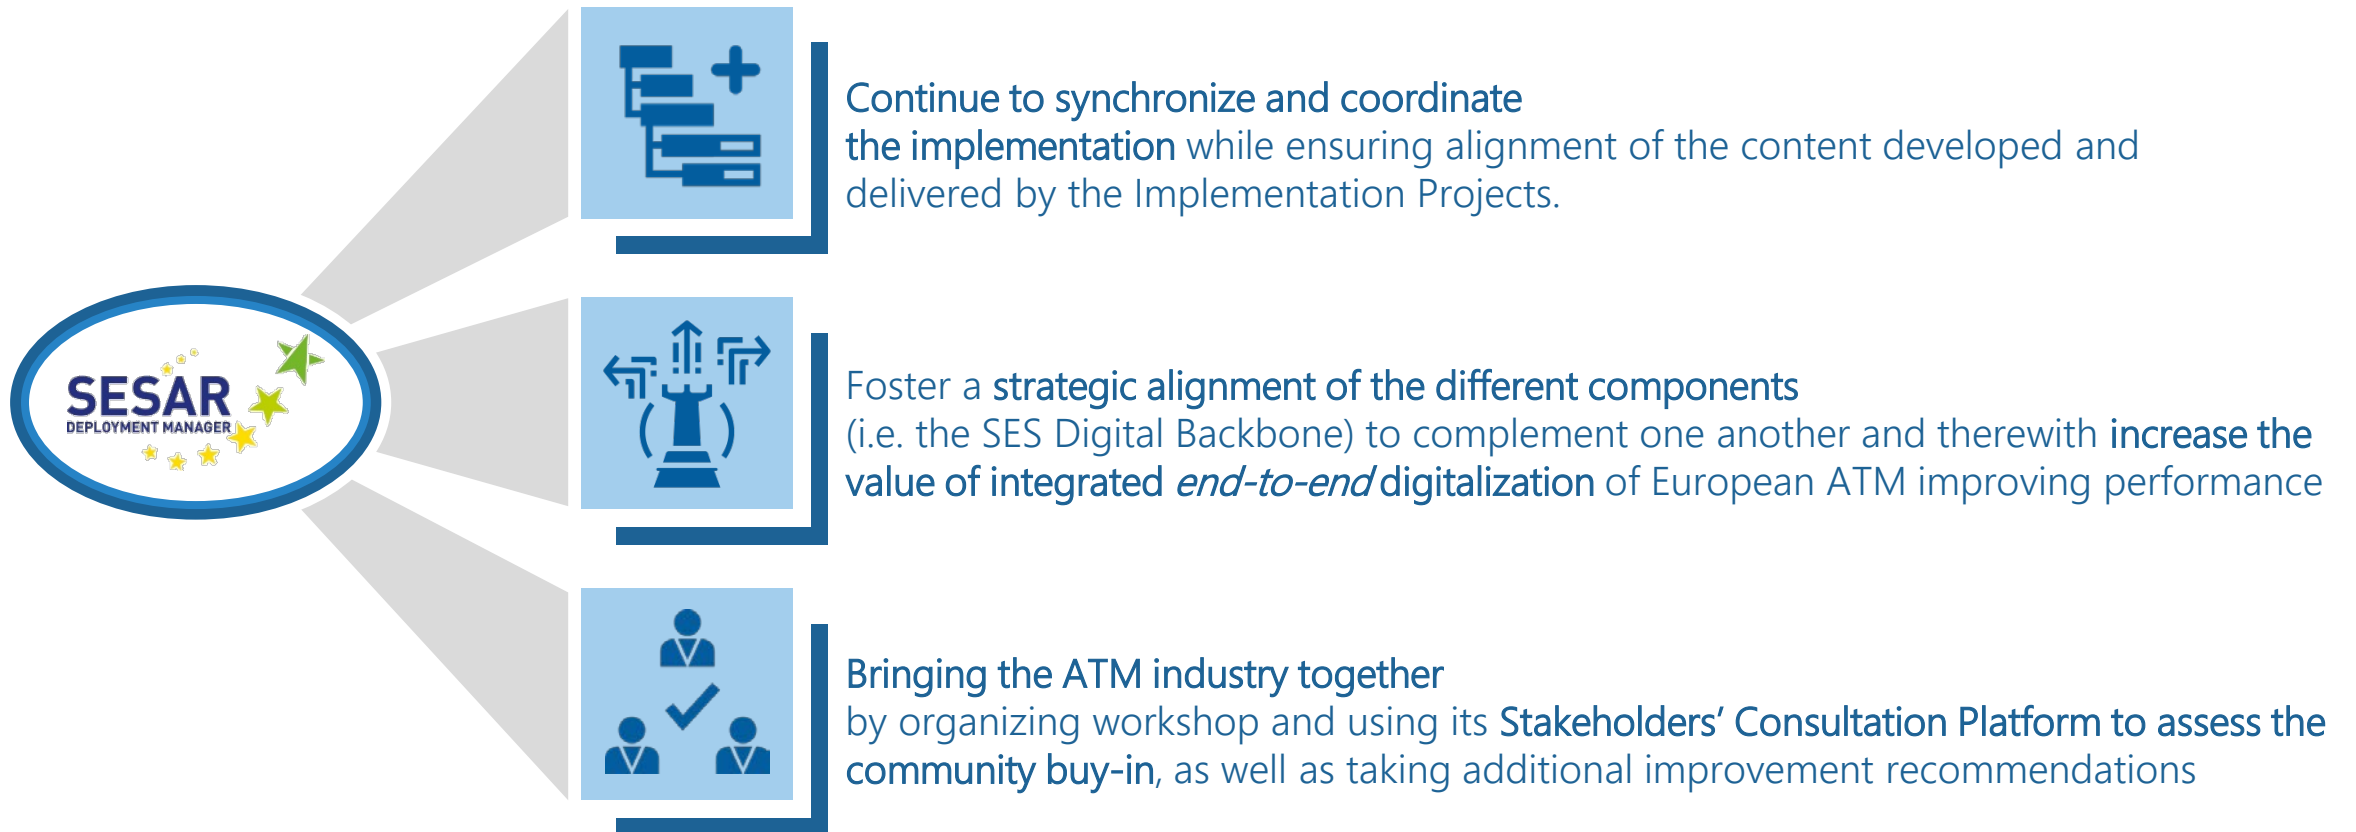 SESAR
DEPLOYMENT MANAGER
Continue to synchronize and coordinate
the implementation while ensuring alignment of the content developed and
delivered by the Implementation Projects.
Foster a strategic alignment of the different components
(i.e. the SES Digital Backbone) to complement one another and therewith increase the
value of integrated end-to-end digitalization of European ATM improving performance
Bringing the ATM industry together
by organizing workshop and using its Stakeholders’ Consultation Platform to assess the
community buy-in, as well as taking additional improvement recommendations